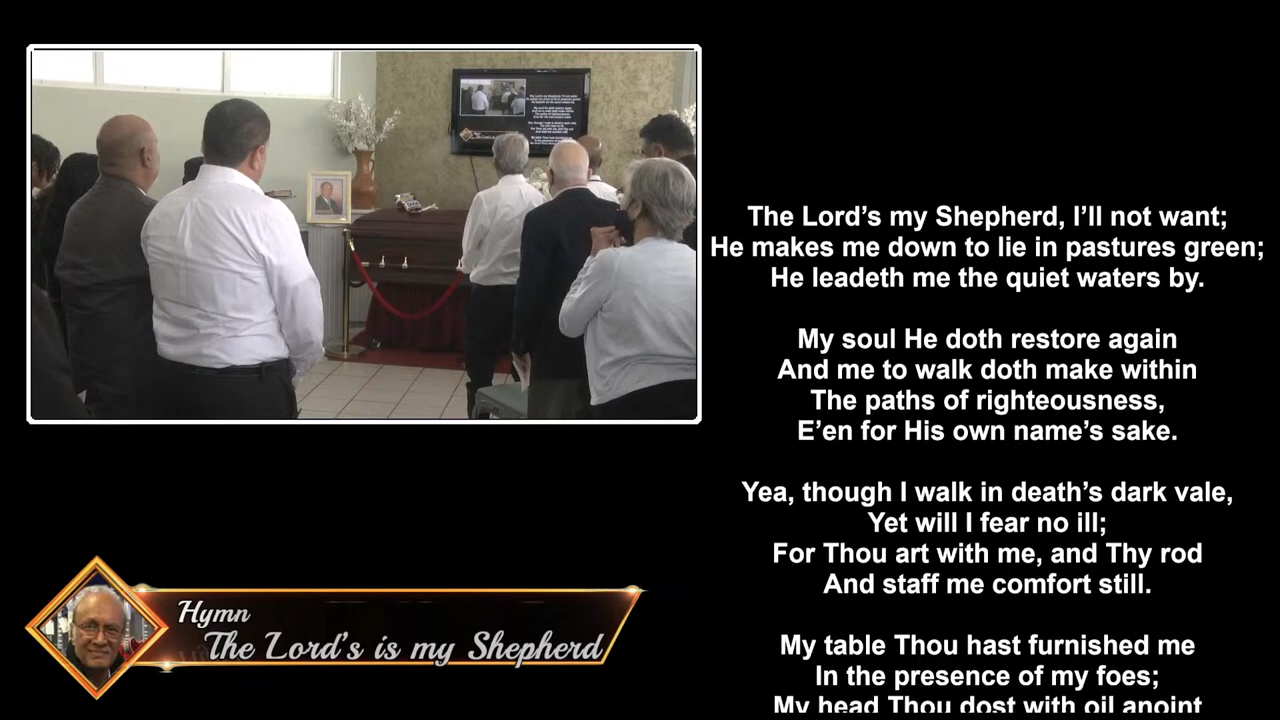 The Lord’s my Shepherd, I’ll not want;
He makes me down to lie in pastures green;
He leadeth me the quiet waters by.
My soul He doth restore again
And me to walk doth make within
The paths of righteousness,
E’en for His own name’s sake.
Yea, though I walk in death’s dark vale,
Yet will I fear no ill;
For Thou art with me, and Thy rod
And staff me comfort still.
My table Thou hast furnished me
In the presence of my foes;
My head Thou dost with oil anoint
Hymn
The Lord's is my Shepherd